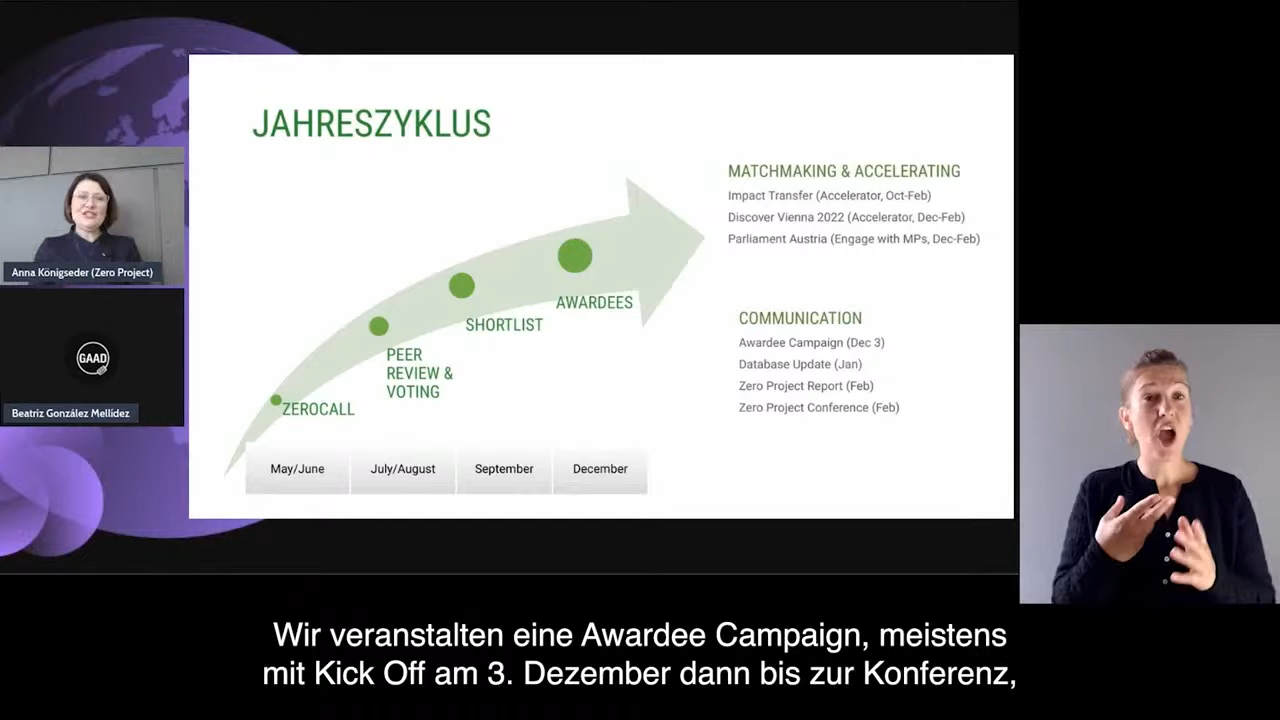 JAHRESZYKLUS
MATCHMAKING & ACCELERATING
Impact Transfer (Accelerator, Oct-Feb)
Discover Vienna 2022 (Accelerator, Dec-Feb)
Parliament Austria (Engage with MPs, Dec-Feb)
COMMUNICATION
Awardee Campaign (Dec 3)
Database Update (Jan)
Zero Project Report (Feb)
Zero Project Conference (Feb)
AWARDEES
SHORTLIST
PEER
REVIEW &
VOTING
ZEROCALL
May/June
July/August
September
December
Anna Königseder (Zero Project)
GAAD
Beatriz González Mellídez
Wir veranstalten eine Awardee Campaign, meistens
mit Kick Off am 3. Dezember dann bis zur Konferenz,